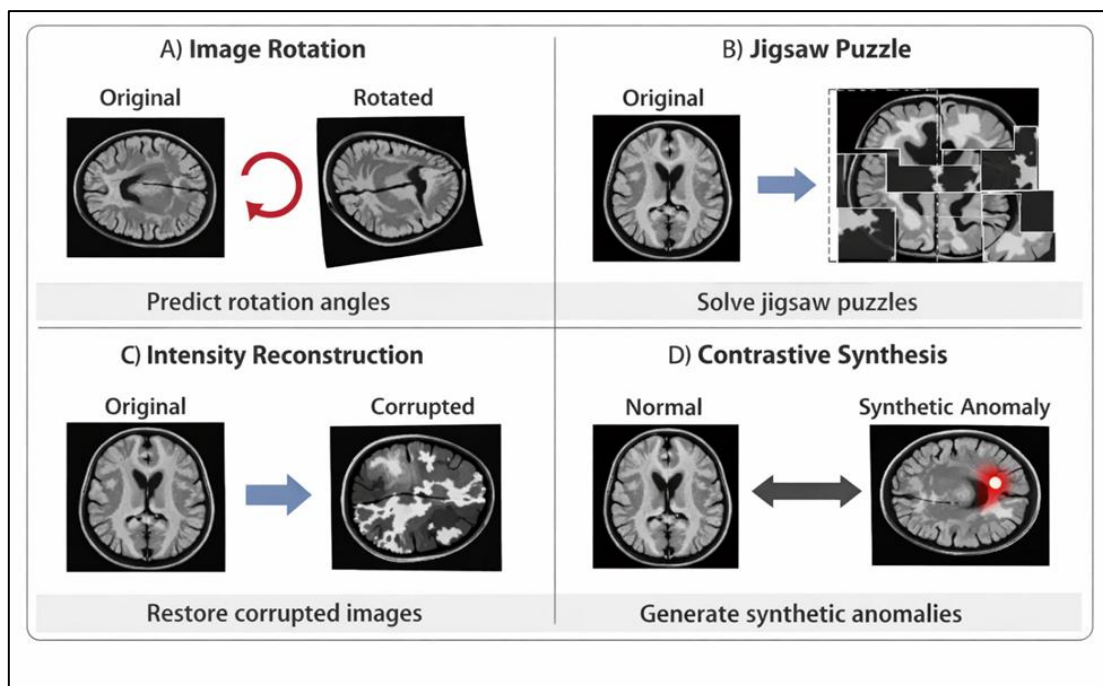 A) Image Rotation
Original
Rotated
Predict rotation angles
B) Jigsaw Puzzle
Original
Solve jigsaw puzzles
C) Intensity Reconstruction
Original
Corrupted
Restore corrupted images
D) Contrastive Synthesis
Normal
Synthetic Anomaly
Generate synthetic anomalies